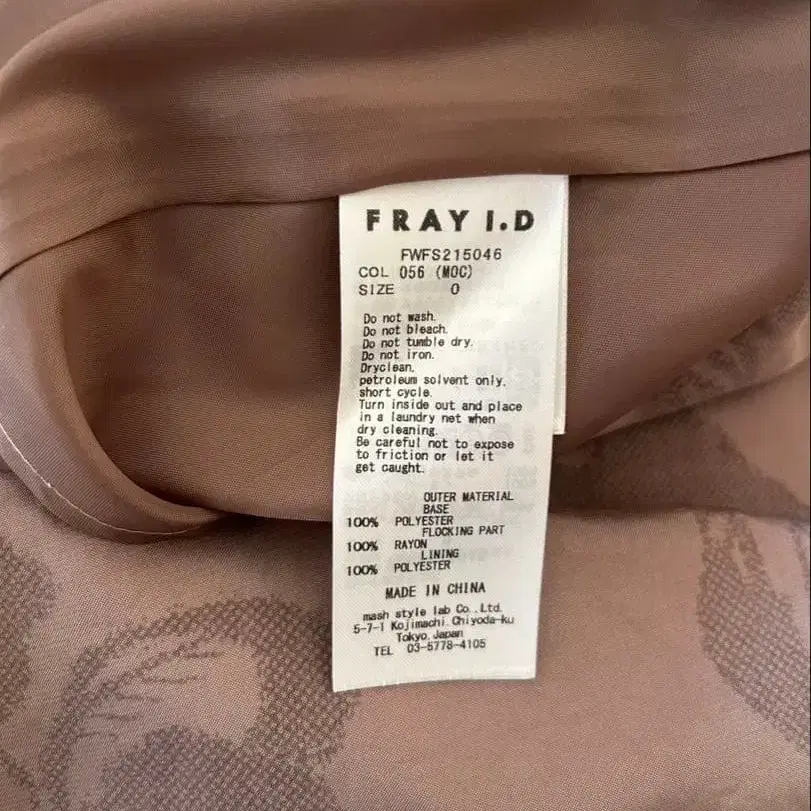 FRAY I.D
FWFS215046
COL 056 (MOC)
SIZE 0
Do not wash.
Do not bleach.
Do not tumble dry.
Do not iron.
Dryclean.
petroleum solvent only.
short cycle.
Turn inside out and place
in a laundry net when
dry cleaning.
Be careful not to expose
to friction or let it
get caught.
OUTER MATERIAL
BASE
100% POLYESTER
FLOCKING PART
100% RAYON
LINING
100% POLYESTER
MADE IN CHINA
mash style lab Co., Ltd.
5-7-1 Kojimachi, Chiyoda-ku
Tokyo, Japan
TEL 03-5778-4105